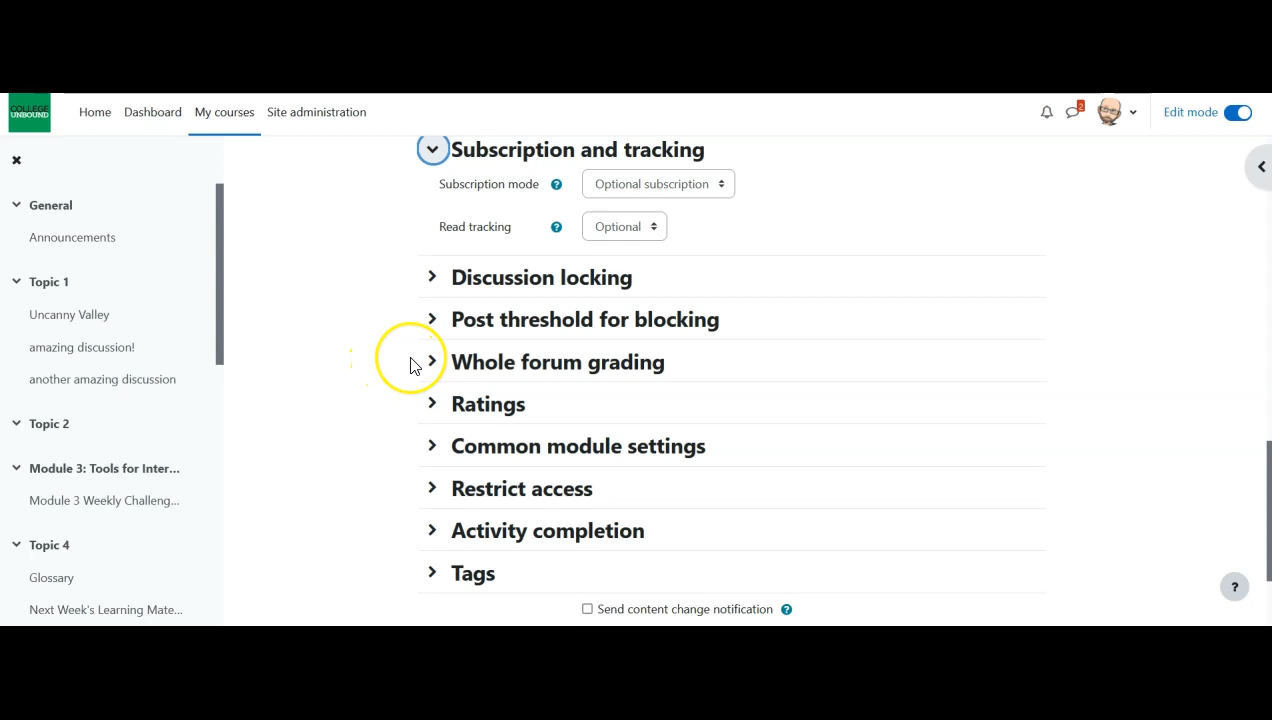 COLLEGE
UNBOUND
Home Dashboard My courses Site administration
2
Edit mode
General
Announcements
Topic 1
Uncanny Valley
amazing discussion!
another amazing discussion
Topic 2
Module 3: Tools for Inter...
Module 3 Weekly Challeng...
Topic 4
Glossary
Next Week's Learning Mate...
Subscription and tracking
Subscription mode ? Optional subscription
Read tracking ? Optional
Discussion locking
Post threshold for blocking
Whole forum grading
Ratings
Common module settings
Restrict access
Activity completion
Tags
Send content change notification ?
?